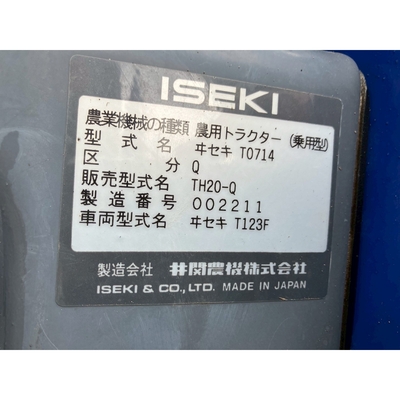 ISEKI
農業機械の種類 農用トラクター(乗用型)
型式名 ヰセキ T0714
区分 Q
販売型式名 TH20-Q
製造番号 002211
車両型式名 ヰセキ T123F
製造会社 井関農機株式会社
ISEKI & CO., LTD. MADE IN JAPAN